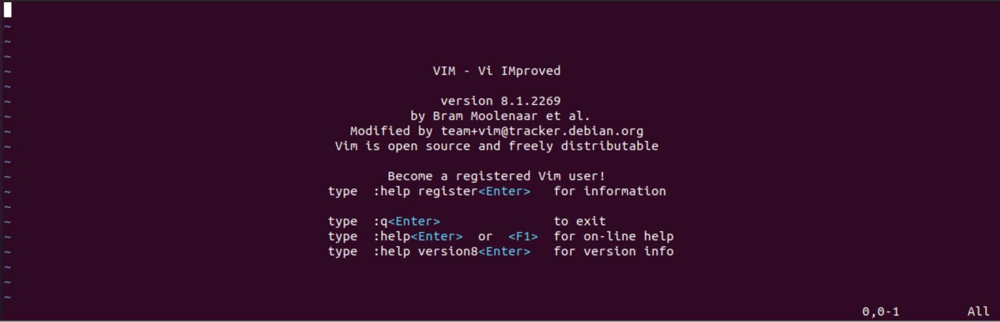 ~
~
~
~ VIM - Vi IMproved
~
~ version 8.1.2269
~ by Bram Moolenaar et al.
~ Modified by team+vim@tracker.debian.org
~ Vim is open source and freely distributable
~
~ Become a registered Vim user!
~ type :help register<Enter> for information
~
~ type :q<Enter> to exit
~ type :help<Enter> or <F1> for on-line help
~ type :help version8<Enter> for version info
~
~
~
0,0-1 All